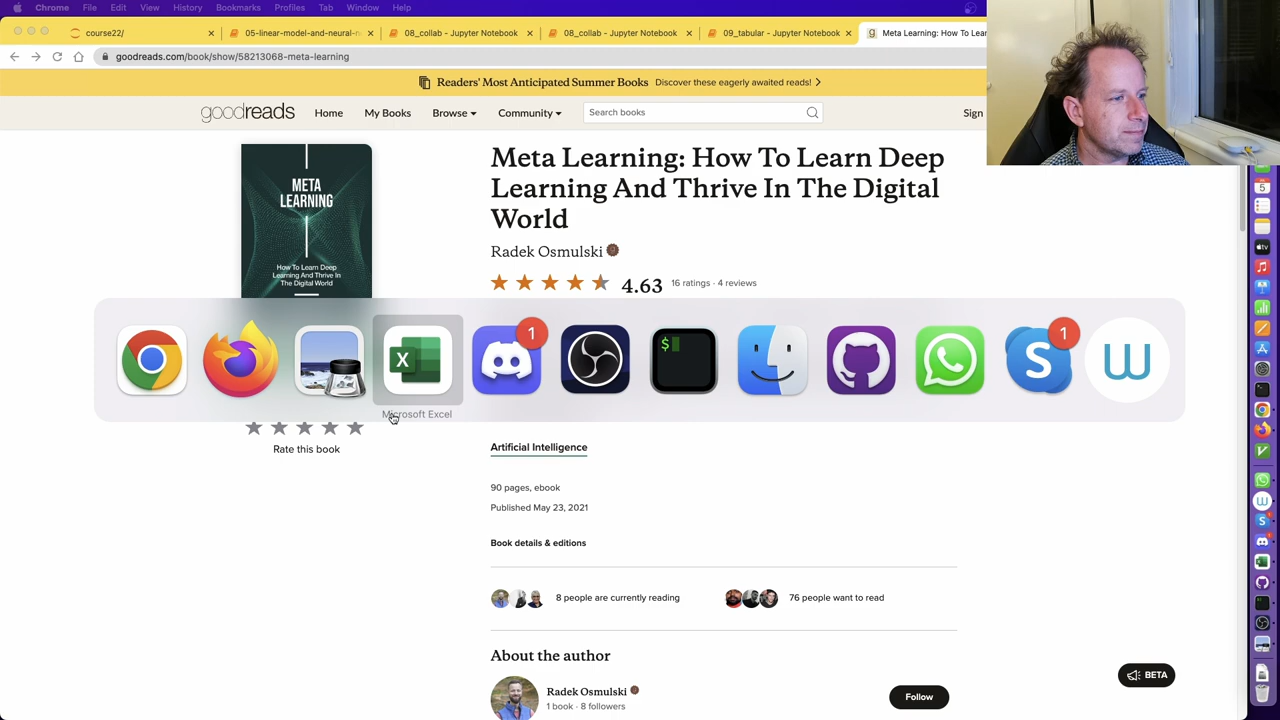 Chrome File Edit View History Bookmarks Profiles Tab Window Help
course22/
05-linear-model-and-neural-n
08_collab - Jupyter Notebook
08_collab - Jupyter Notebook
09_tabular - Jupyter Notebook
Meta Learning: How To Lear
goodreads.com/book/show/58213068-meta-learning
Readers' Most Anticipated Summer Books Discover these eagerly awaited reads!
goodreads Home My Books Browse Community Search books Sign
META
LEARNING
How To Learn Deep
Learning And Thrive In
The Digital World
Meta Learning: How To Learn Deep
Learning And Thrive In The Digital
World
Radek Osmulski
4.63 16 ratings · 4 reviews
X
$
1
S
1
W
Microsoft Excel
Rate this book
Artificial Intelligence
90 pages, ebook
Published May 23, 2021
Book details & editions
8 people are currently reading
76 people want to read
About the author
Radek Osmulski
1 book · 8 followers
Follow
BETA
5